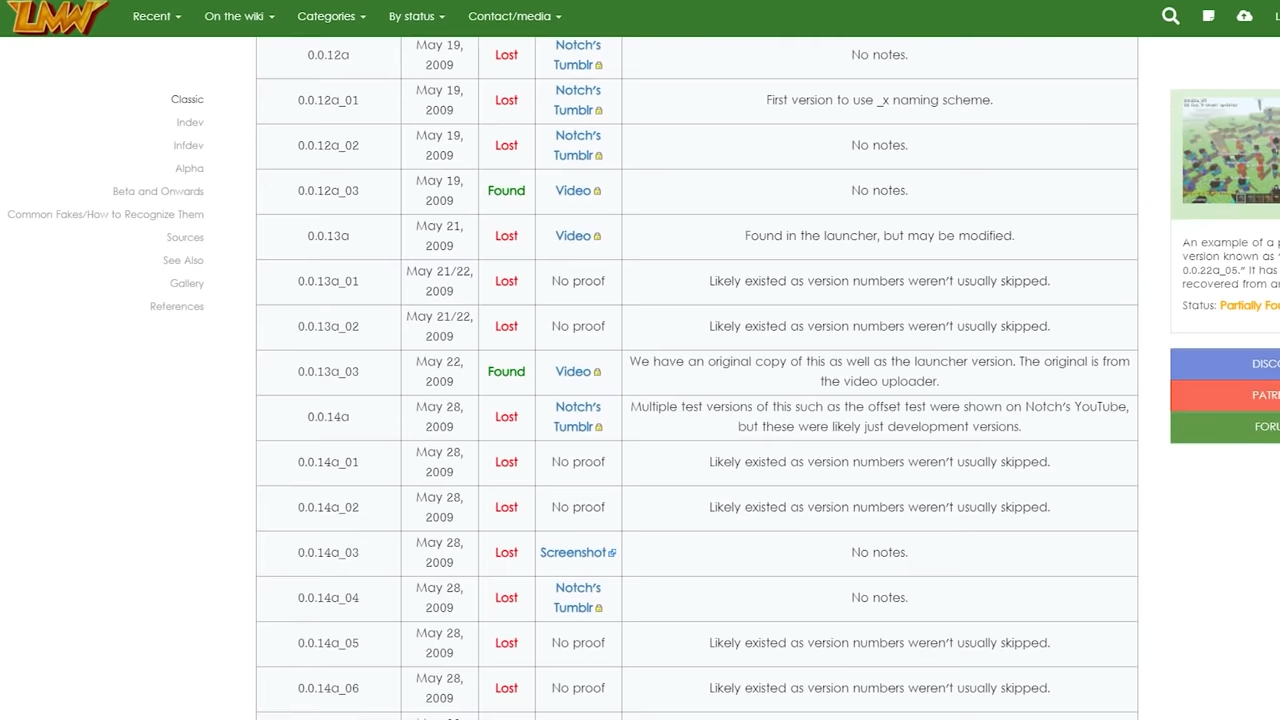 LMW
Recent
On the wiki
Categories
By status
Contact/media
L
Classic
Indev
Infdev
Alpha
Beta and Onwards
Common Fakes/How to Recognize Them
Sources
See Also
Gallery
References
0.0.12a May 19, 2009 Lost Notch's Tumblr No notes.
0.0.12a_01 May 19, 2009 Lost Notch's Tumblr First version to use _x naming scheme.
0.0.12a_02 May 19, 2009 Lost Notch's Tumblr No notes.
0.0.12a_03 May 19, 2009 Found Video No notes.
0.0.13a May 21, 2009 Lost Video Found in the launcher, but may be modified.
0.0.13a_01 May 21/22, 2009 Lost No proof Likely existed as version numbers weren't usually skipped.
0.0.13a_02 May 21/22, 2009 Lost No proof Likely existed as version numbers weren't usually skipped.
0.0.13a_03 May 22, 2009 Found Video We have an original copy of this as well as the launcher version. The original is from
the video uploader.
0.0.14a May 28, 2009 Lost Notch's Tumblr Multiple test versions of this such as the offset test were shown on Notch's YouTube,
but these were likely just development versions.
0.0.14a_01 May 28, 2009 Lost No proof Likely existed as version numbers weren't usually skipped.
0.0.14a_02 May 28, 2009 Lost No proof Likely existed as version numbers weren't usually skipped.
0.0.14a_03 May 28, 2009 Lost Screenshot No notes.
0.0.14a_04 May 28, 2009 Lost Notch's Tumblr No notes.
0.0.14a_05 May 28, 2009 Lost No proof Likely existed as version numbers weren't usually skipped.
0.0.14a_06 May 28, 2009 Lost No proof Likely existed as version numbers weren't usually skipped.
An example of a p
version known as "
0.0.22a_05." It has
recovered from a
Status: Partially Fou
DISCO
PATR
FORU